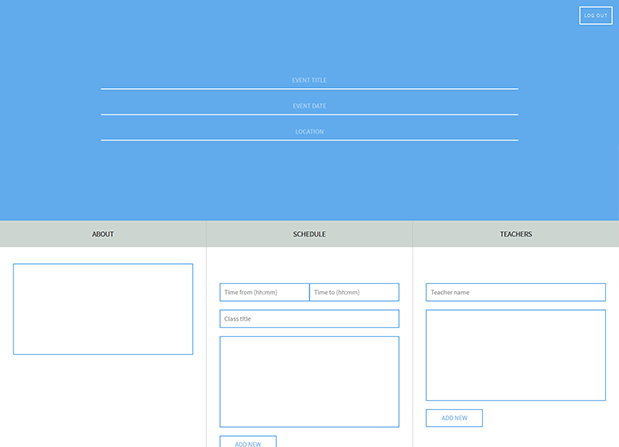 LOG OUT
EVENT TITLE
EVENT DATE
LOCATION
ABOUT
SCHEDULE
TEACHERS
Time from (hh:mm)
Time to (hh:mm)
Teacher name
Class title
ADD NEW
ADD NEW